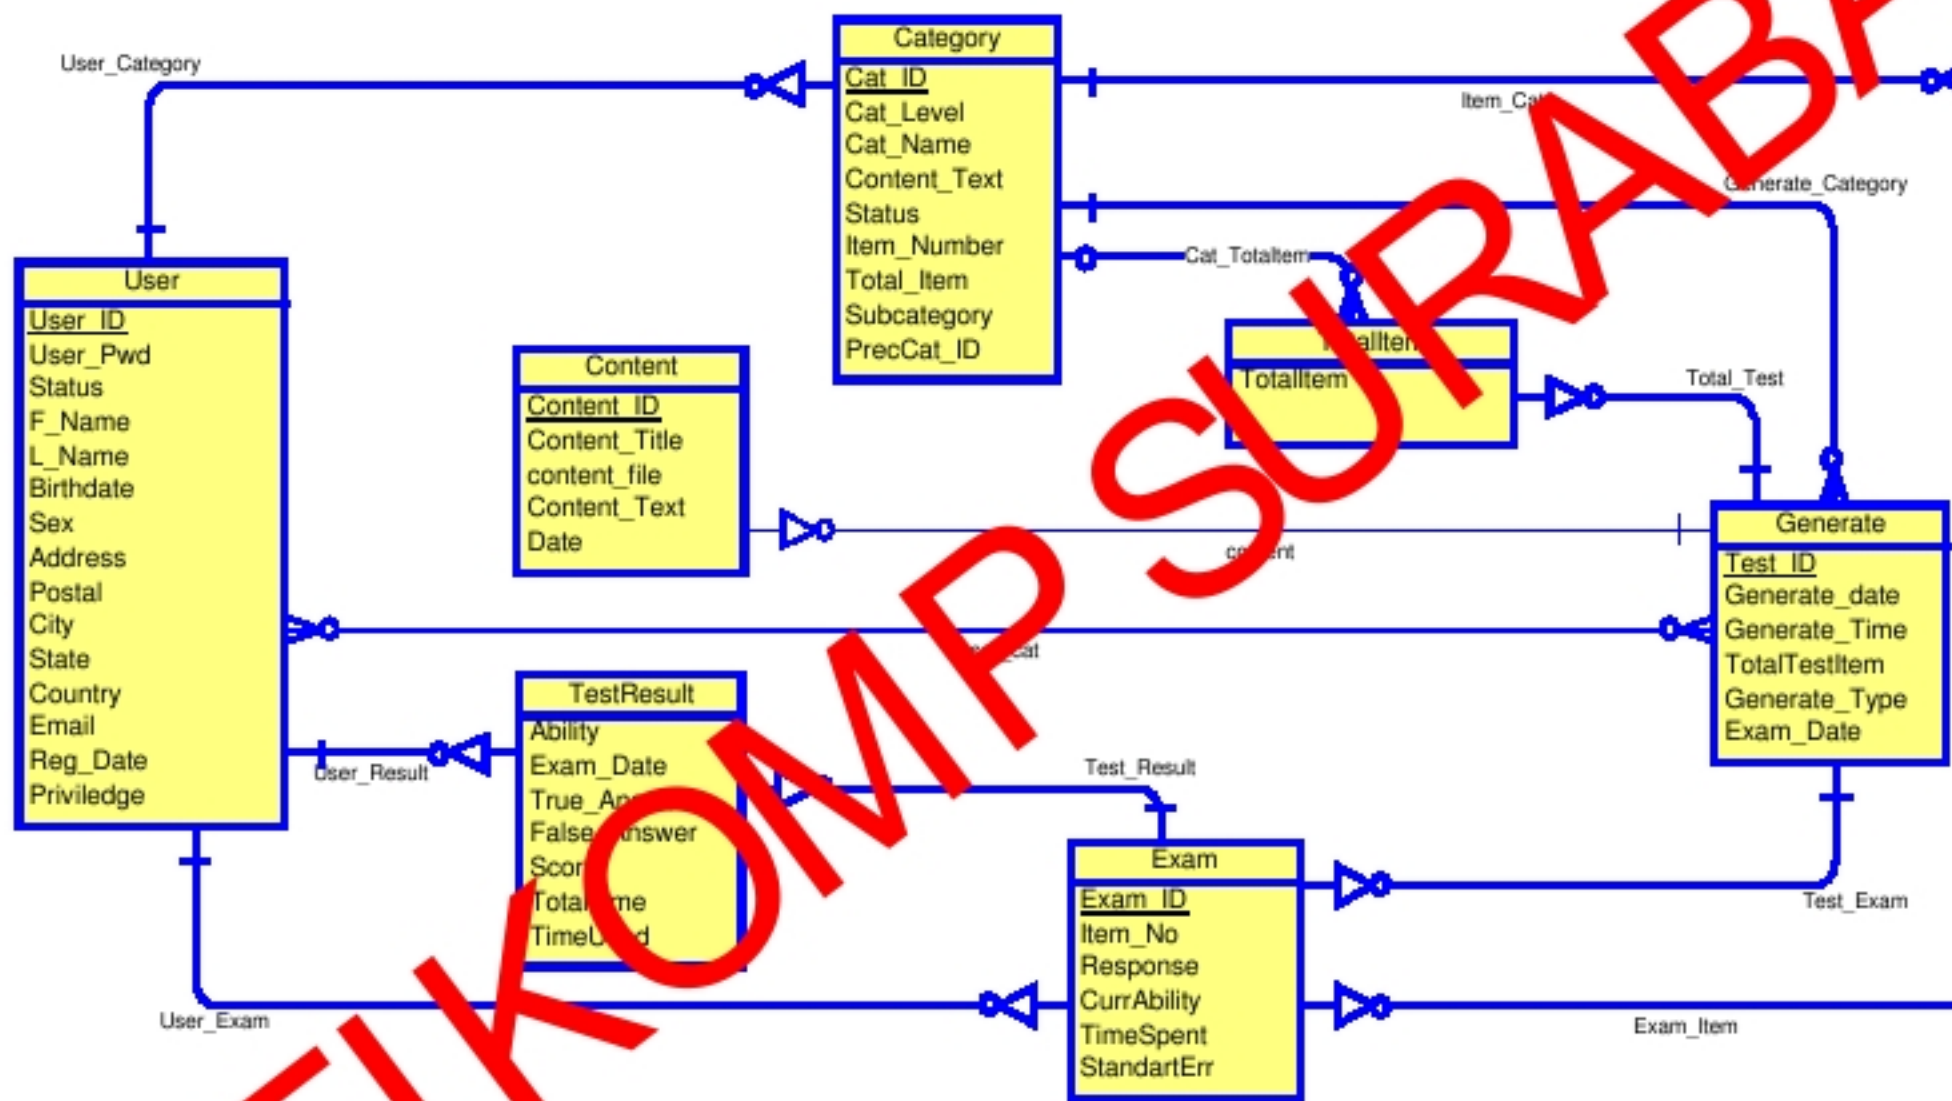 Category
Cat_ID
Cat_Level
Cat_Name
Content_Text
Status
Item_Number
Total_Item
Subcategory
PrecCat_ID
User_Category
Generate_Category
Cat_TotalItem
User
User_ID
User_Pwd
Status
F_Name
L_Name
Birthdate
Sex
Address
Postal
City
State
Country
Email
Reg_Date
Priviledge
Content
Content_ID
Content_Title
content_file
Content_Text
Date
TotalItem
Total_Test
Generate
Test_ID
Generate_date
Generate_Time
TotalTestItem
Generate_Type
Exam_Date
TestResult
Ability
Exam_Date
False_Answer
User_Result
Test_Result
Exam
Exam_ID
Item_No
Response
CurrAbility
TimeSpent
StandartErr
Test_Exam
User_Exam
Exam_Item
IKOMP SURABA